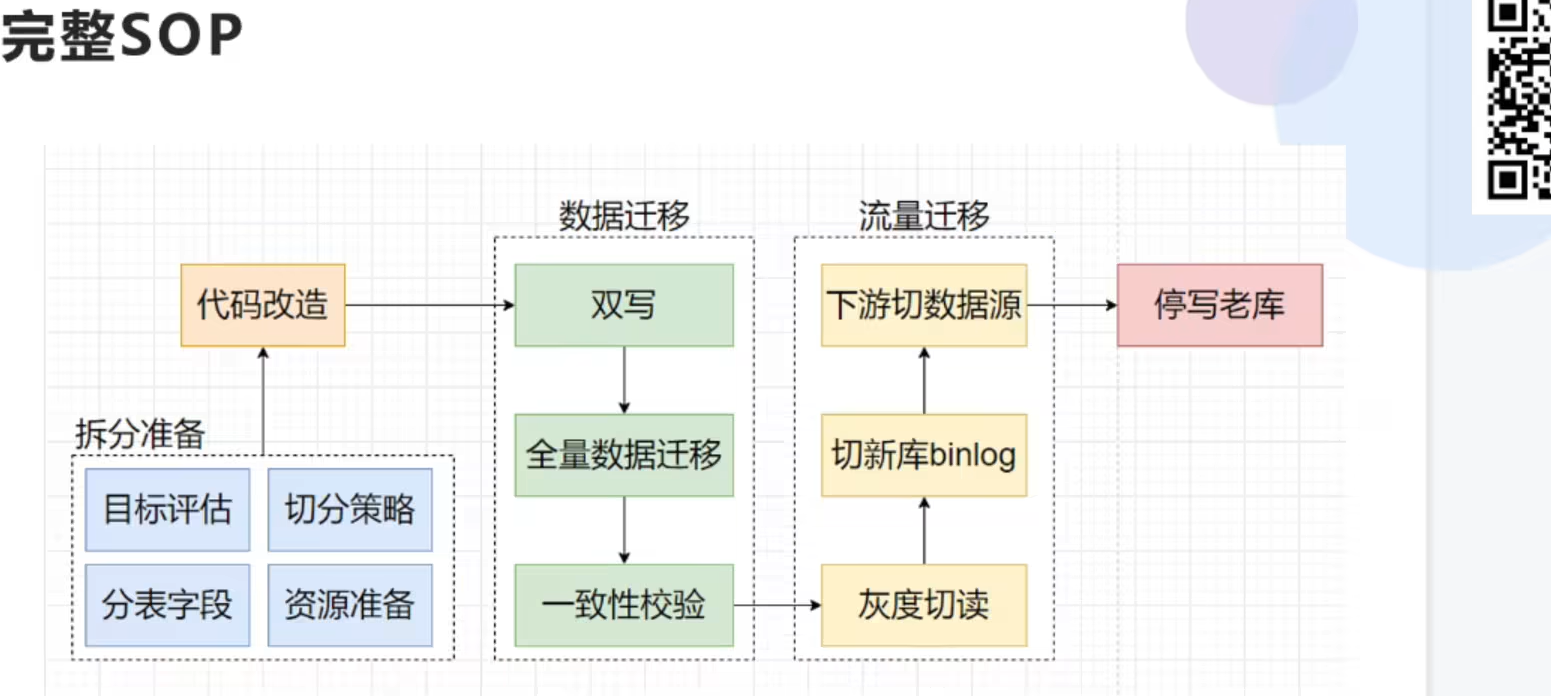 完整SOP
数据迁移
流量迁移
代码改造
双写
下游切数据源
停写老库
拆分准备
全量数据迁移
切新库binlog
目标评估
切分策略
分表字段
资源准备
一致性校验
灰度切读